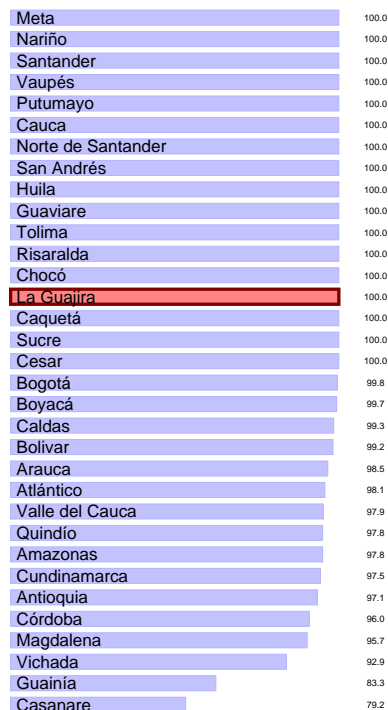 Meta 100.0
Nariño 100.0
Santander 100.0
Vaupés 100.0
Putumayo 100.0
Cauca 100.0
Norte de Santander 100.0
San Andrés 100.0
Huila 100.0
Guaviare 100.0
Tolima 100.0
Risaralda 100.0
Chocó 100.0
La Guajira 100.0
Caquetá 100.0
Sucre 100.0
Cesar 100.0
Bogotá 99.8
Boyacá 99.7
Caldas 99.3
Bolivar 99.2
Arauca 98.5
Atlántico 98.1
Valle del Cauca 97.9
Quindío 97.8
Amazonas 97.8
Cundinamarca 97.5
Antioquia 97.1
Córdoba 96.0
Magdalena 95.7
Vichada 92.9
Guainía 83.3
Casanare 79.2